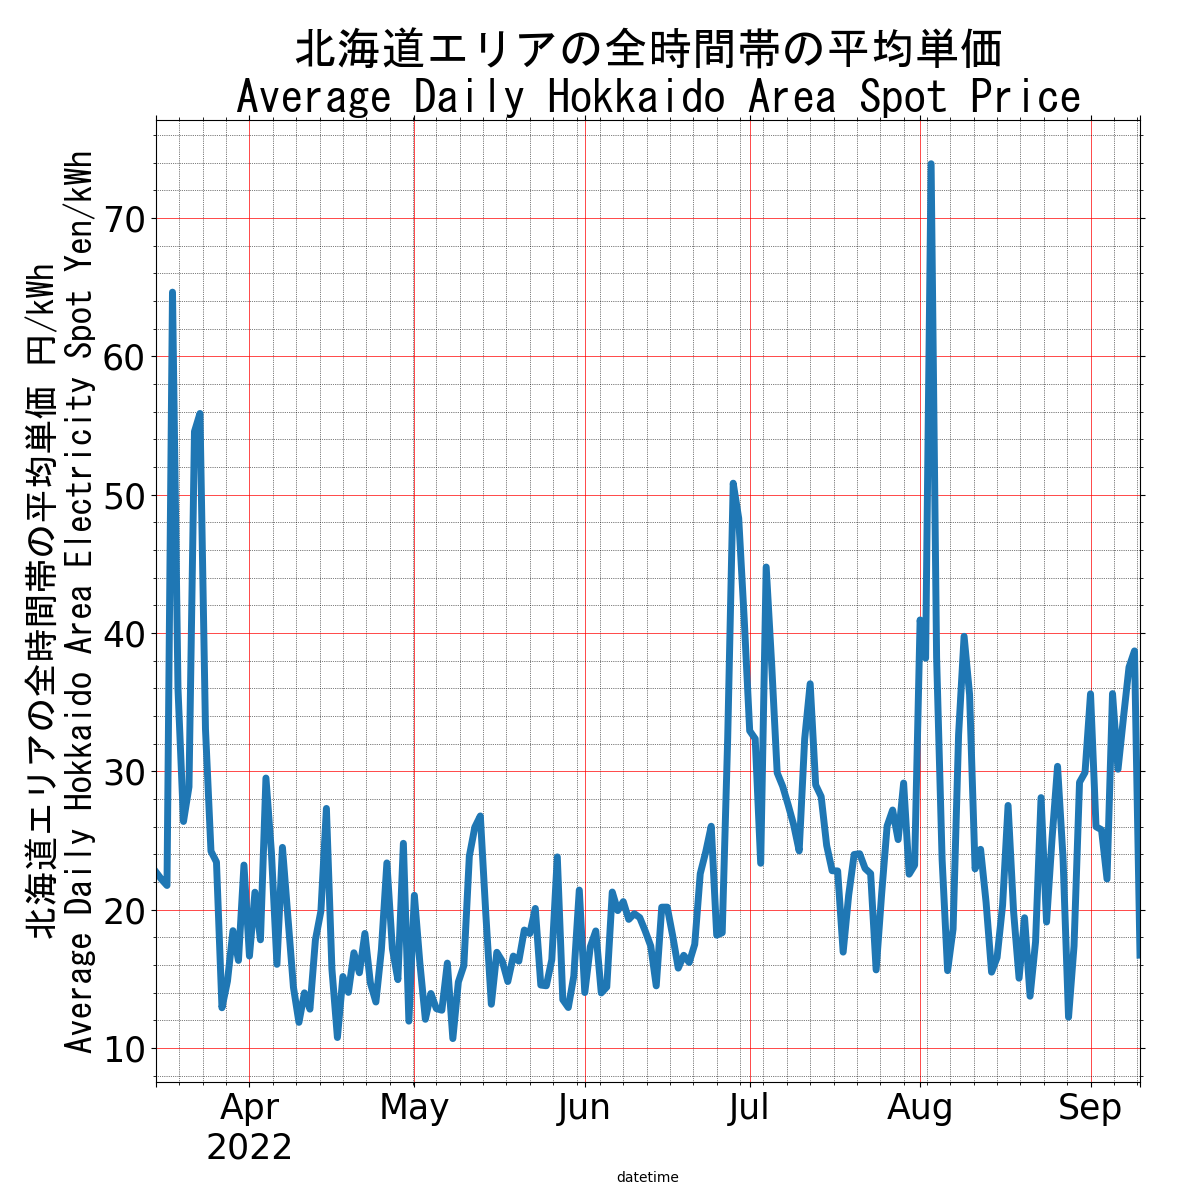 北海道エリアの全時間帯の平均単価
Average Daily Hokkaido Area Spot Price
北海道エリアの全時間帯の平均単価 円/kWh
Average Daily Hokkaido Area Electricity Spot Yen/kWh
70
60
50
40
30
20
10
Apr
2022
May
Jun
Jul
Aug
Sep
datetime